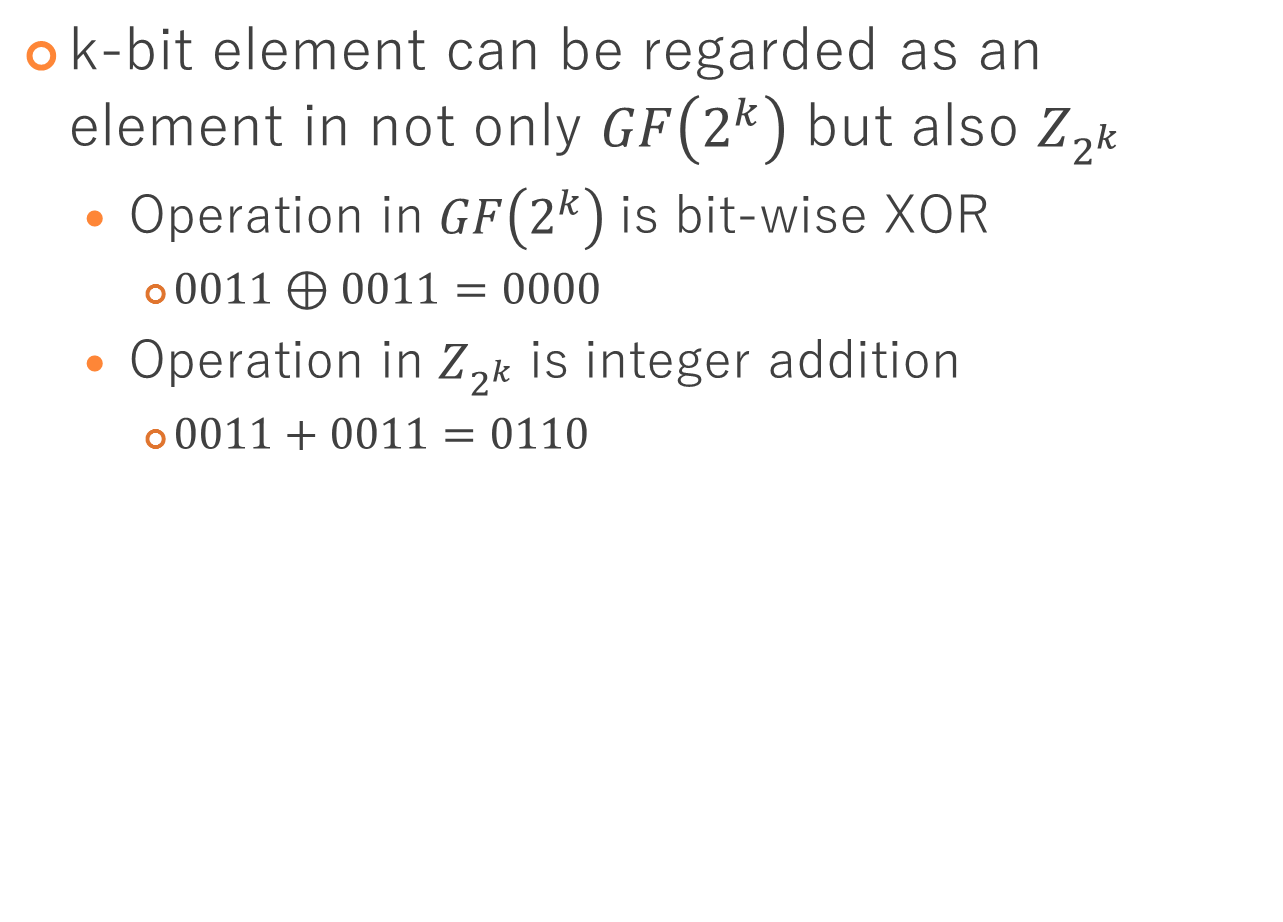 k-bit element can be regarded as an
element in not only $GF(2^k)$ but also $Z_{2^k}$
Operation in $GF(2^k)$ is bit-wise XOR
0011 ⊕ 0011 = 0000
Operation in $Z_{2^k}$ is integer addition
0011 + 0011 = 0110